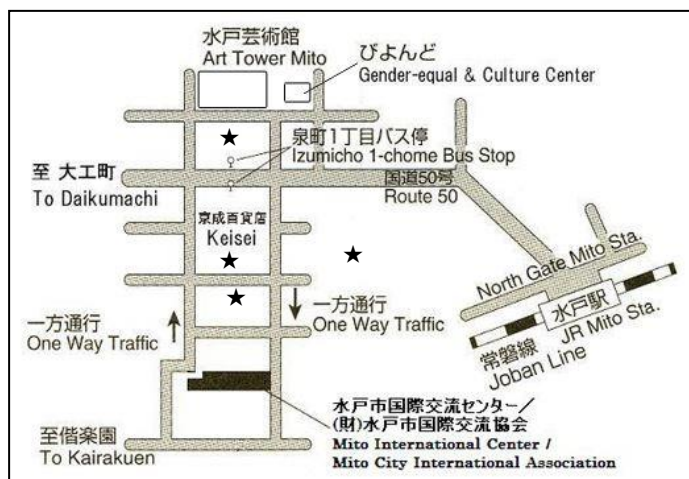 水戸芸術館
Art Tower Mito
びよんど
Gender-equal & Culture Center
泉町1丁目バス停
Izumicho 1-chome Bus Stop
至 大工町
To Daikumachi
国道50号
Route 50
京成百貨店
Keisei
North Gate Mito Sta.
水戸駅
JR Mito Sta.
常磐線
Joban Line
一方通行
One Way Traffic
一方通行
One Way Traffic
水戸市国際交流センター/
(財)水戸市国際交流協会
Mito International Center /
Mito City International Association
至偕楽園
To Kairakuen